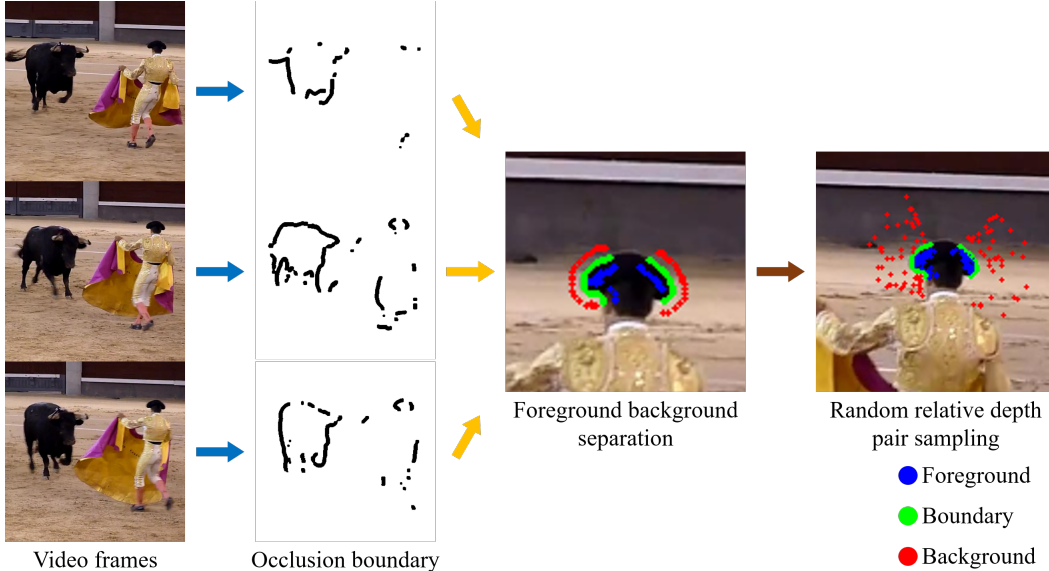 Video frames
Occlusion boundary
Foreground background
separation
Random relative depth
pair sampling
Foreground
Boundary
Background